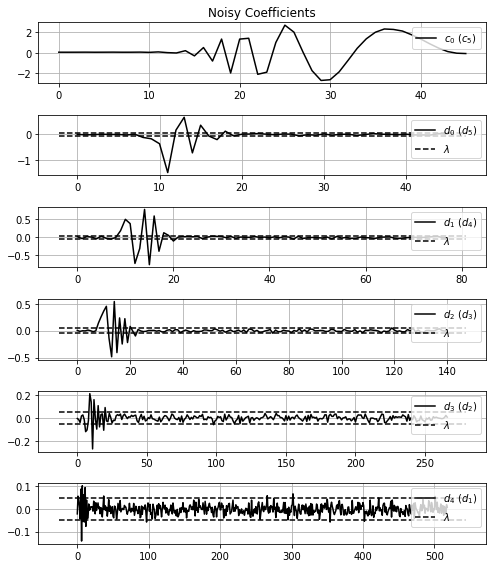 Noisy Coefficients
2
0
−2
c₀ (c₅)
0 10 20 30 40
0
−1
d₀ (d₅)
λ
0 10 20 30 40
0.5
0.0
−0.5
d₁ (d₄)
λ
0 20 40 60 80
0.5
0.0
−0.5
d₂ (d₃)
λ
0 20 40 60 80 100 120 140
0.2
0.0
−0.2
d₃ (d₂)
λ
0 50 100 150 200 250
0.1
0.0
−0.1
d₄ (d₁)
λ
0 100 200 300 400 500